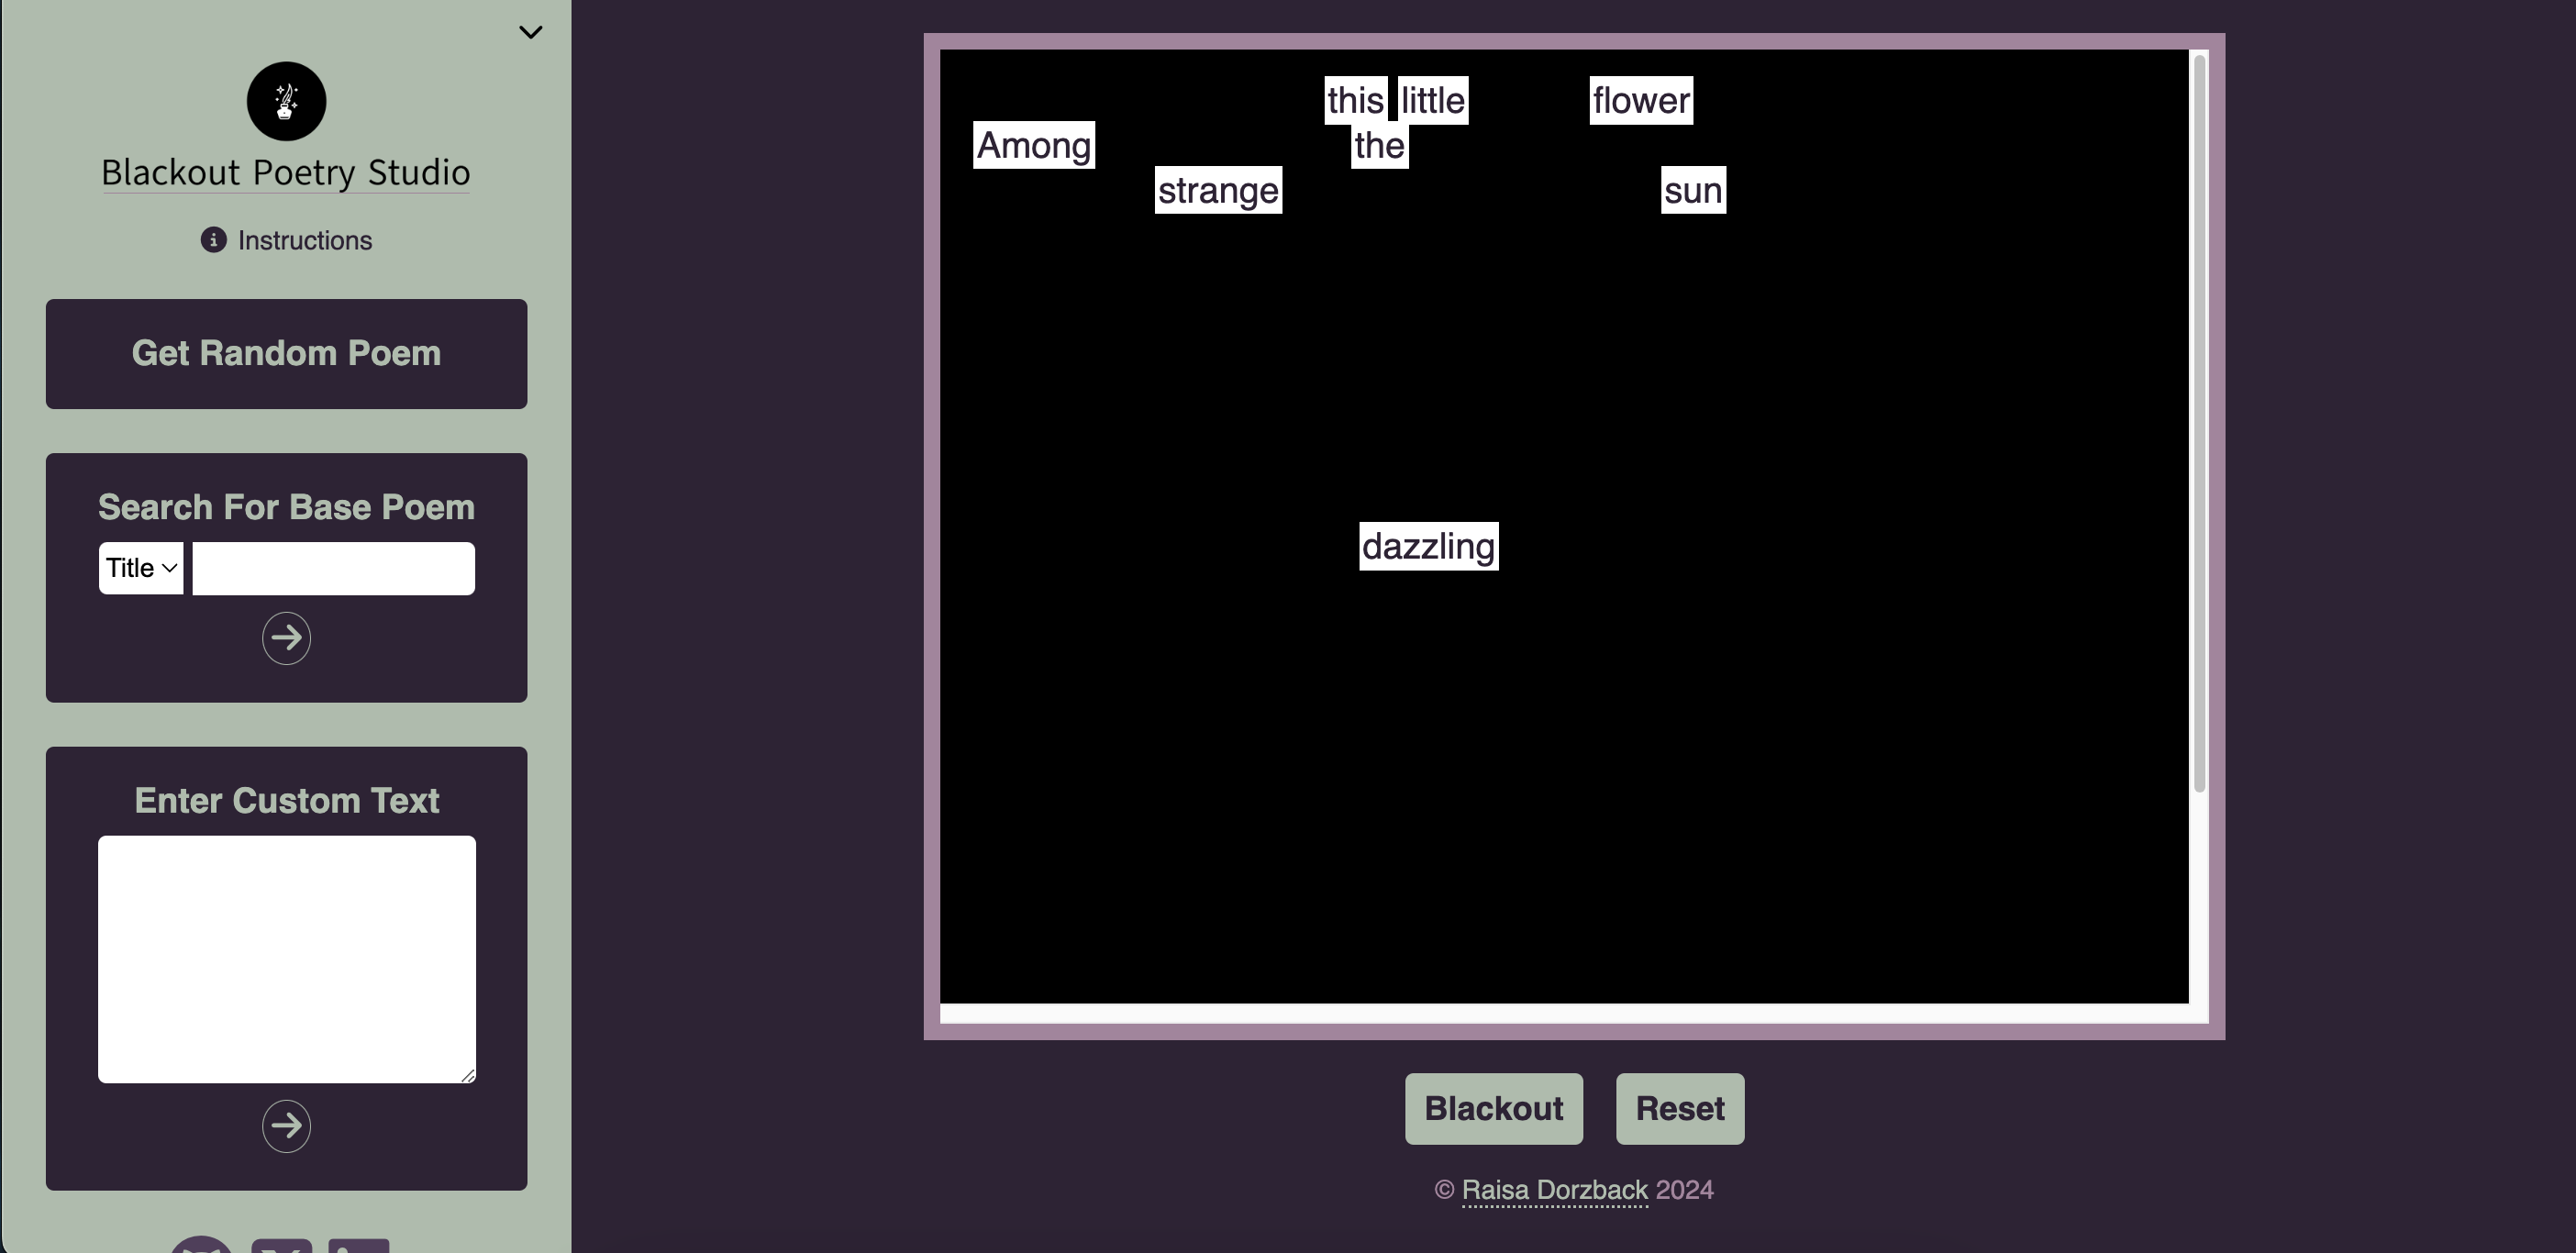 Blackout Poetry Studio
Instructions
Get Random Poem
Search For Base Poem
Title
Enter Custom Text
this little flower
Among the
strange sun
dazzling
Blackout Reset
© Raisa Dorzback 2024